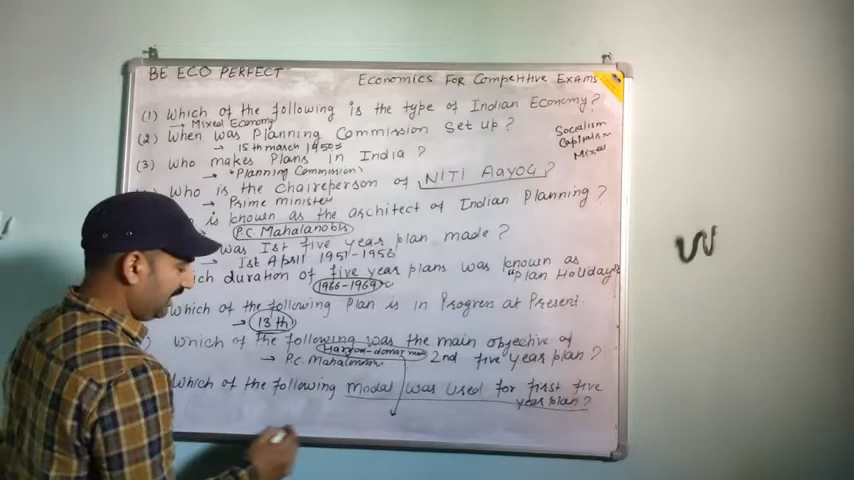 BE ECO PERFECT
Economics For Competitive Exams
(1) Which of the following is the type of Indian Economy?
→ Mixed Economy
(2) When was Planning Commission set up?
→ 15th march 1950s
Socialism
Capitalism
Mixed
(3) Who makes Plans in India?
→ "Planning Commission"
Who is the Chaireperson of NITI Aayog?
→ Prime minister
is known as the architect of Indian Planning?
P.C. Mahalanobis
was Ist five year plan made?
Ist April 1951-1956
ich duration of five year plans was known as
"Plan Holiday"
1966-1969
Which of the following Plan is in Progress at Present
→ 13th
Which of the following was the main objective of
2nd five year plan?
Harrod-domar
→ P.C. Mahalanobis
Which of the following modal was used for first five
year plan?